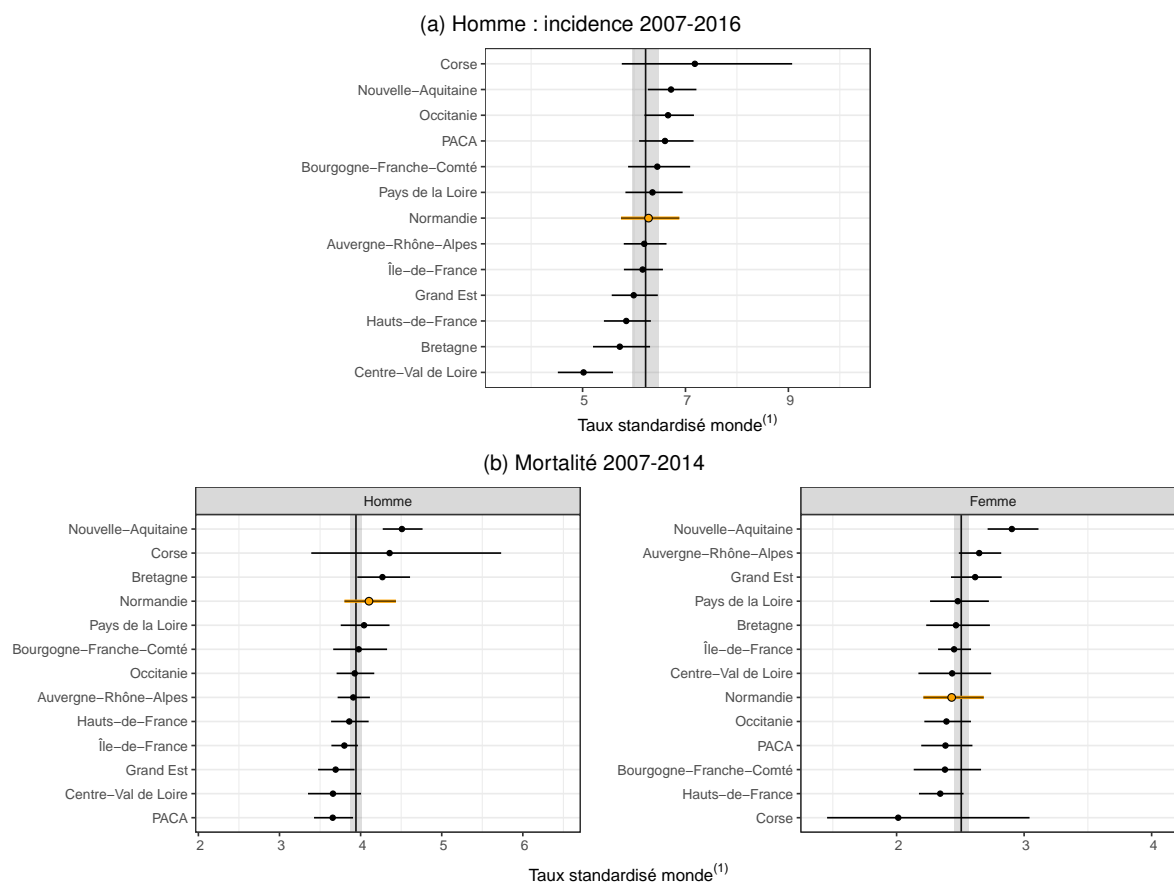 (a) Homme : incidence 2007-2016
Corse
Nouvelle−Aquitaine
Occitanie
PACA
Bourgogne−Franche−Comté
Pays de la Loire
Normandie
Auvergne−Rhône−Alpes
Île−de−France
Grand Est
Hauts−de−France
Bretagne
Centre−Val de Loire
5 7 9
Taux standardisé monde(1)
(b) Mortalité 2007-2014
Homme
Nouvelle−Aquitaine
Corse
Bretagne
Normandie
Pays de la Loire
Bourgogne−Franche−Comté
Occitanie
Auvergne−Rhône−Alpes
Hauts−de−France
Île−de−France
Grand Est
Centre−Val de Loire
PACA
2 3 4 5 6
Femme
Nouvelle−Aquitaine
Auvergne−Rhône−Alpes
Grand Est
Pays de la Loire
Bretagne
Île−de−France
Centre−Val de Loire
Normandie
Occitanie
PACA
Bourgogne−Franche−Comté
Hauts−de−France
Corse
2 3 4
Taux standardisé monde(1)